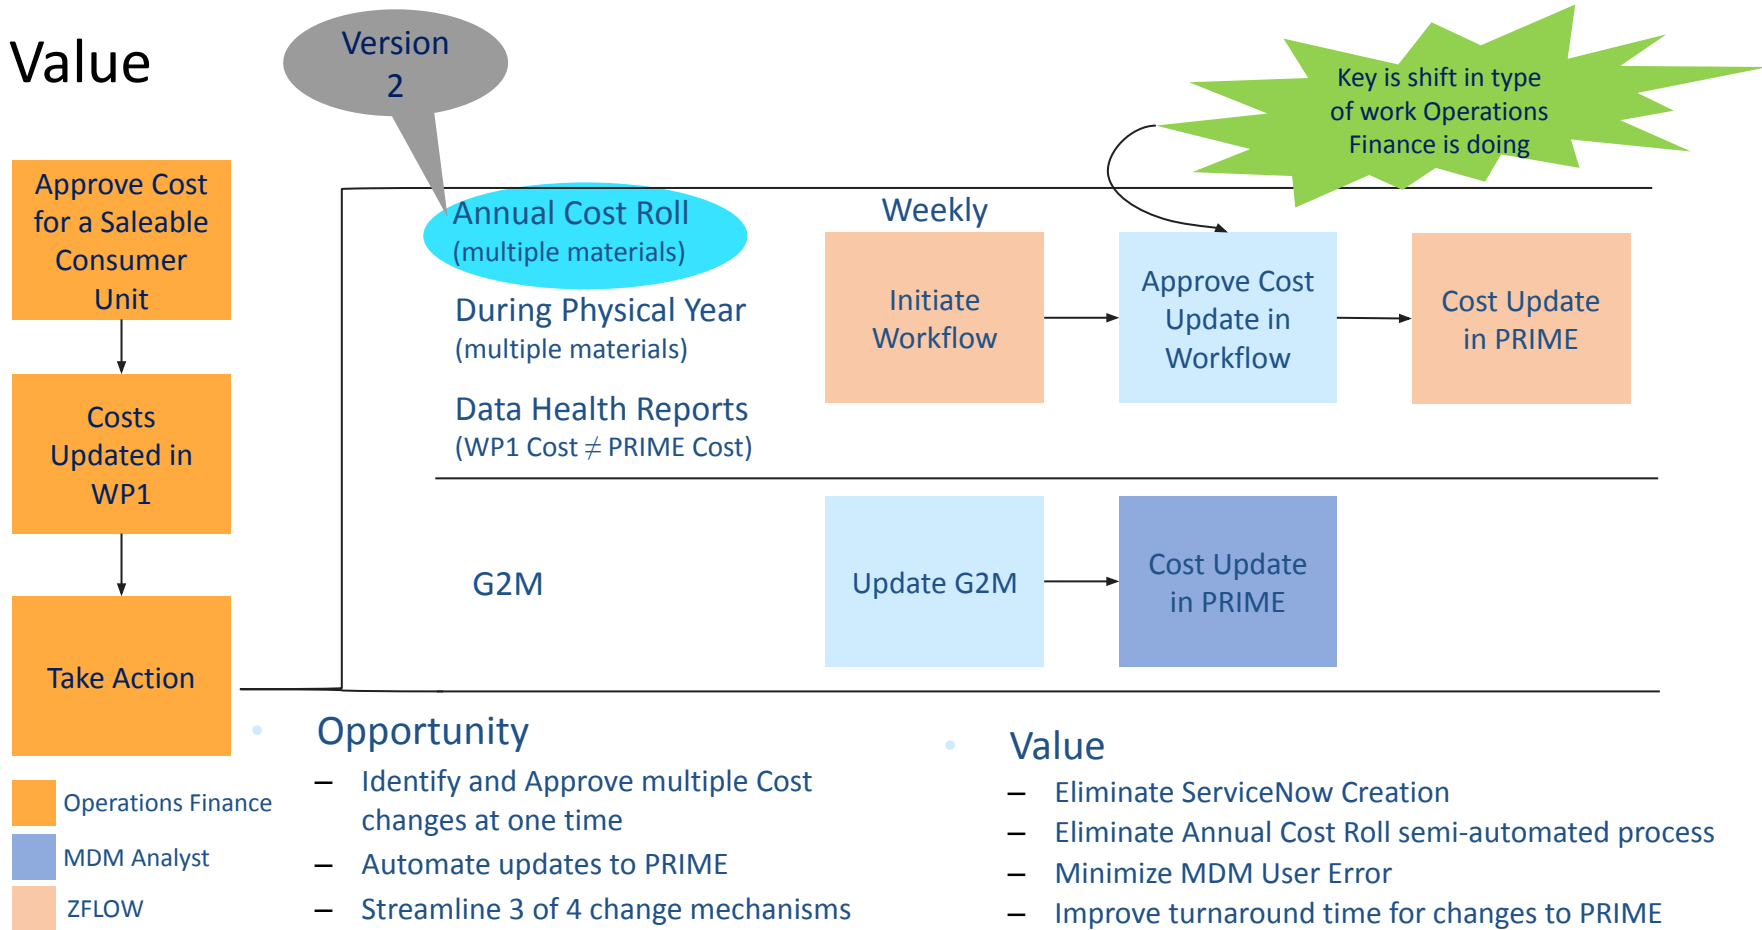 Value
Version
2
Key is shift in type
of work Operations
Finance is doing
Approve Cost
for a Saleable
Consumer
Unit
Costs
Updated in
WP1
Take Action
Annual Cost Roll
(multiple materials)
During Physical Year
(multiple materials)
Data Health Reports
(WP1 Cost ≠ PRIME Cost)
Weekly
Initiate
Workflow
Approve Cost
Update in
Workflow
Cost Update
in PRIME
G2M
Update G2M
Cost Update
in PRIME
Operations Finance
MDM Analyst
ZFLOW
• Opportunity
– Identify and Approve multiple Cost
changes at one time
– Automate updates to PRIME
– Streamline 3 of 4 change mechanisms
• Value
– Eliminate ServiceNow Creation
– Eliminate Annual Cost Roll semi-automated process
– Minimize MDM User Error
– Improve turnaround time for changes to PRIME